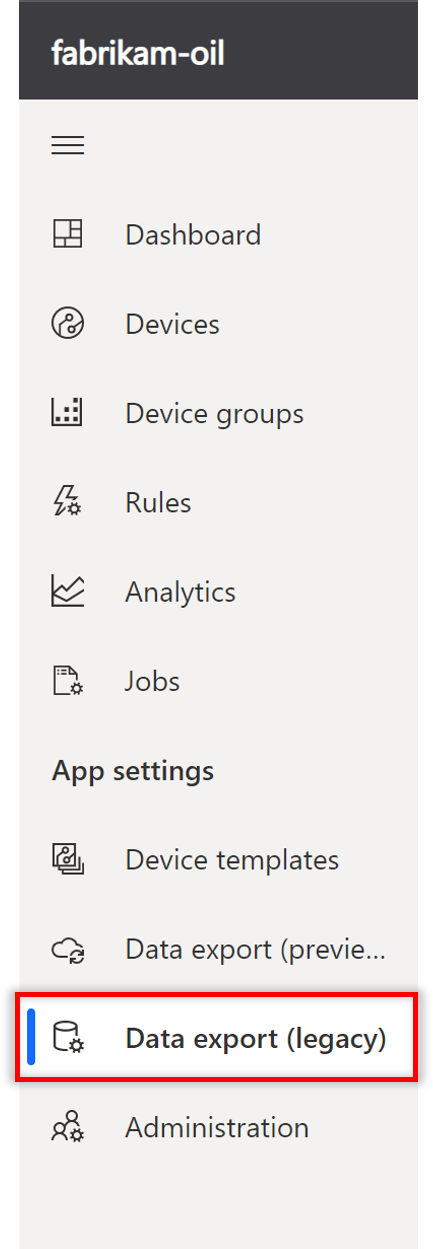 fabrikam-oil
Dashboard
Devices
Device groups
Rules
Analytics
Jobs
App settings
Device templates
Data export (previe...
Data export (legacy)
Administration